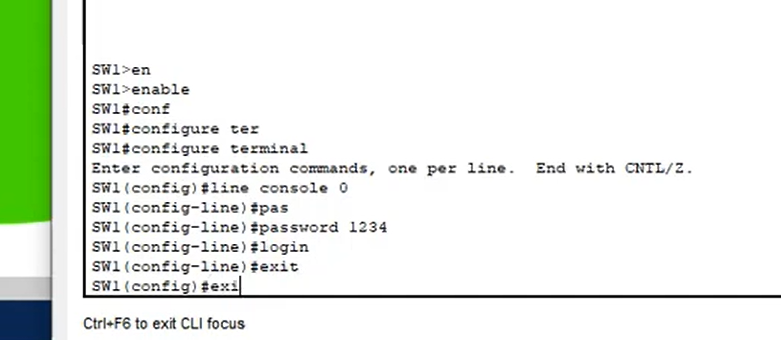 SW1>en
SW1>enable
SW1#conf
SW1#configure ter
SW1#configure terminal
Enter configuration commands, one per line.  End with CNTL/Z.
SW1(config)#line console 0
SW1(config-line)#pas
SW1(config-line)#password 1234
SW1(config-line)#login
SW1(config-line)#exit
SW1(config)#exi
Ctrl+F6 to exit CLI focus